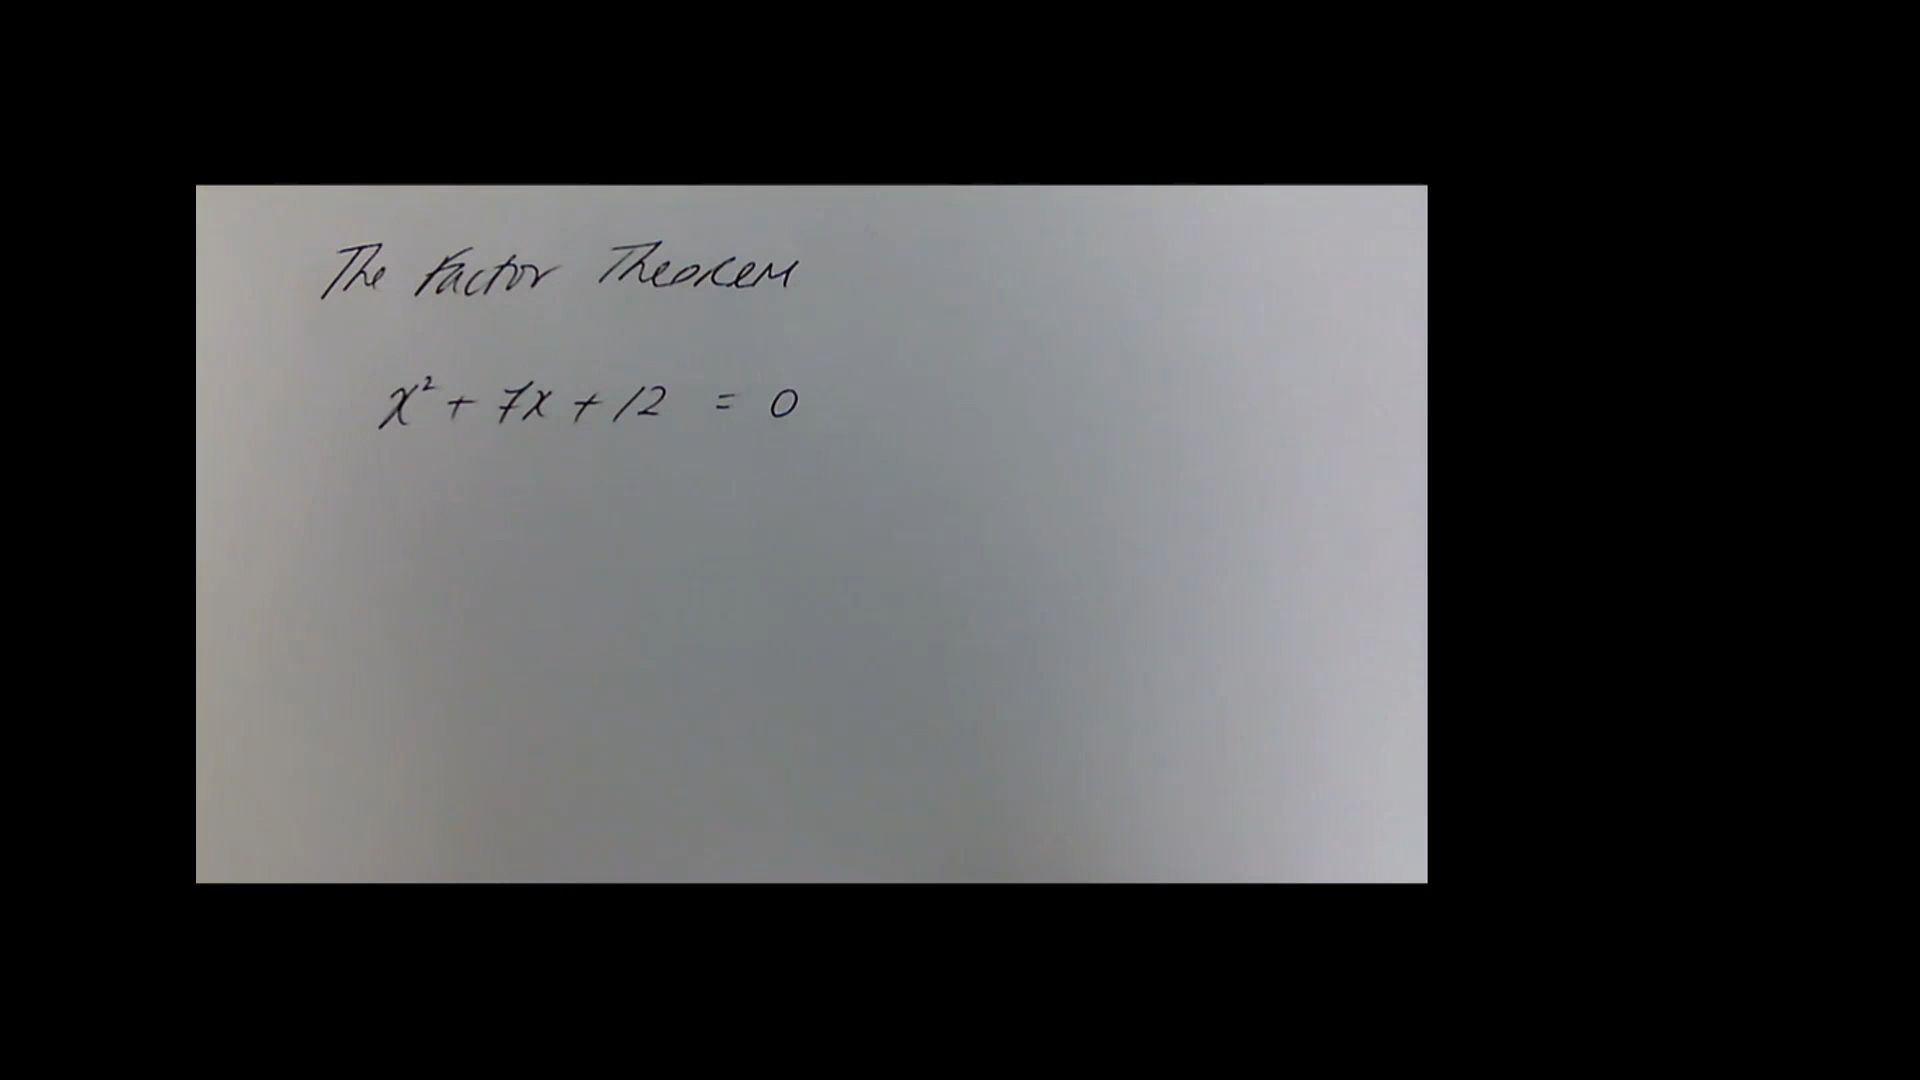 The Factor Theorem
x² + 7x + 12 = 0